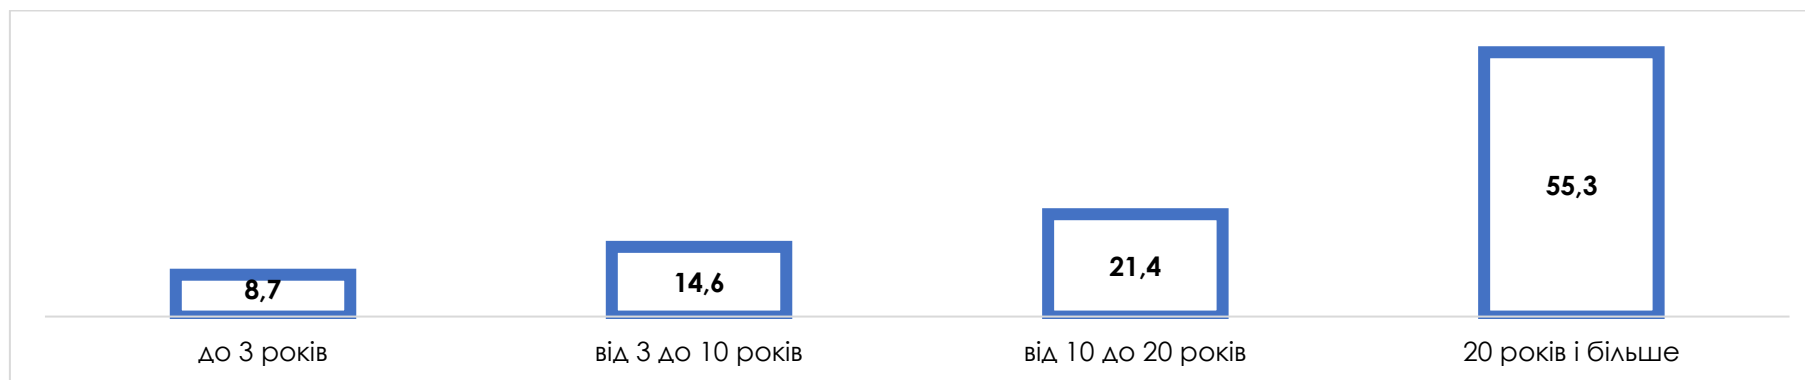 55,3
21,4
14,6
8,7
до 3 років
від 3 до 10 років
від 10 до 20 років
20 років і більше